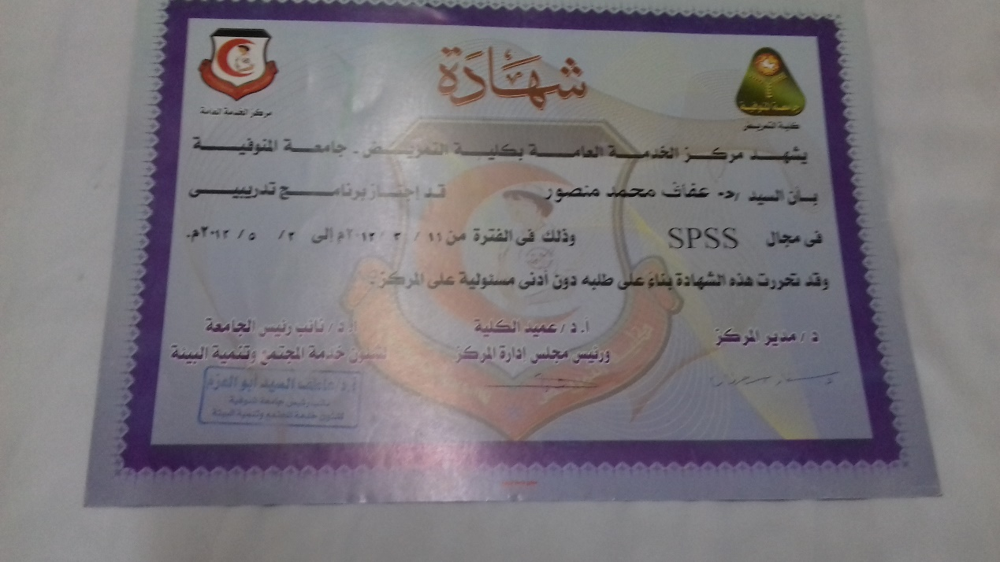 شهادة
جامعة المنوفية
كلية التمريض
مركز الخدمة العامة
يشهد مركز الخدمة العامة بكلية التمريض - جامعة المنوفية
بأن السيد /د- عفاف محمد منصور قد إجتاز برنامج تدريبي
فى مجال SPSS وذلك فى الفترة من ١١ / ٣ / ٢٠١٢م إلى ٢ / ٥ / ٢٠١٢م.
وقد تحررت هذه الشهادة بناء على طلبه دون أدنى مسئولية على المركز.
د / مدير المركز
أ. د / عميد الكلية
ورئيس مجلس إدارة المركز
أ. د / نائب رئيس الجامعة
لشئون خدمة المجتمع وتنمية البيئة
أ.د/عاطف السيد أبو العزم
نائب رئيس جامعة المنوفية
لشئون خدمة المجتمع وتنمية البيئة